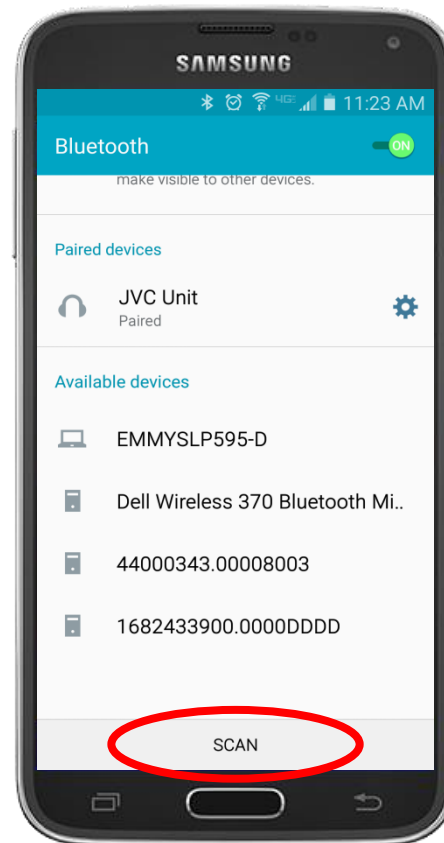 SAMSUNG
4GE 11:23 AM
Bluetooth ON
make visible to other devices.
Paired devices
JVC Unit
Paired
Available devices
EMMYSLP595-D
Dell Wireless 370 Bluetooth Mi..
44000343.00008003
1682433900.0000DDDD
SCAN